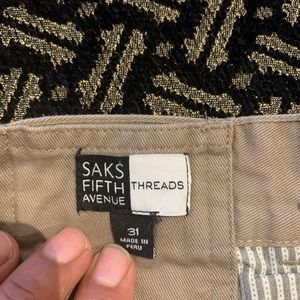 SAKS
FIFTH
AVENUE
THREADS
31
MADE IN
PERU